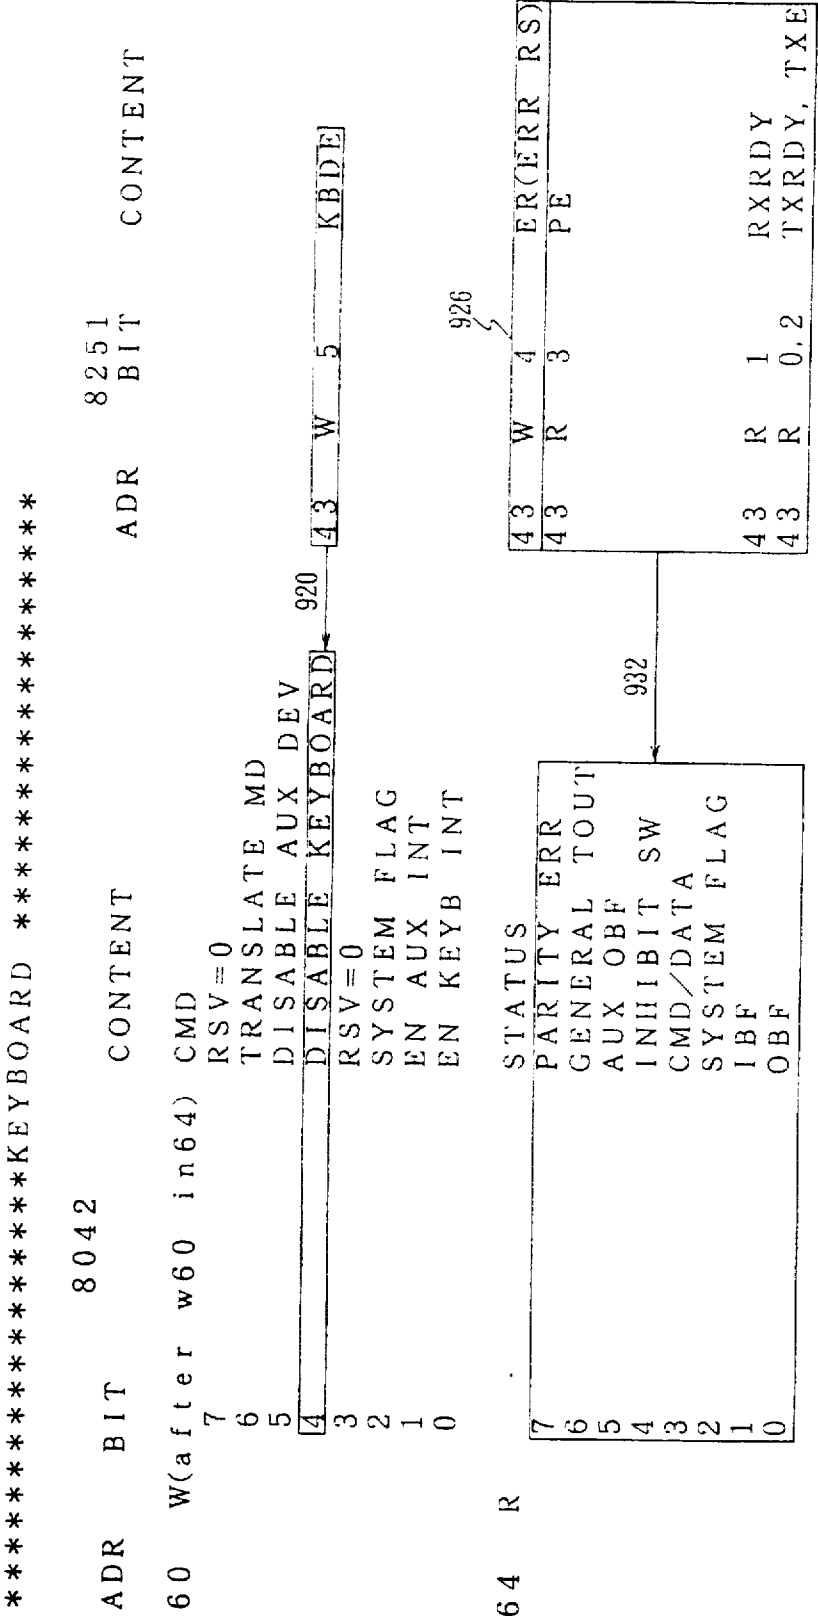 ******************KEYBOARD ******************
8042 8251
ADR BIT CONTENT ADR BIT CONTENT
60 W(after w60 in64) CMD
7 RSV=0
6 TRANSLATE MD
5 DISABLE AUX DEV
4 DISABLE KEYBOARD 920 43 W 5 KBDE
3 RSV=0
2 SYSTEM FLAG
1 EN AUX INT
0 EN KEYB INT
926
64 R STATUS 43 W 4 ER(ERR RS)
7 PARITY ERR 43 R 3 PE
6 GENERAL TOUT
5 AUX OBF
4 INHIBIT SW 932
3 CMD/DATA
2 SYSTEM FLAG
1 IBF 43 R 1 RXRDY
0 OBF 43 R 0,2 TXRDY, TXE